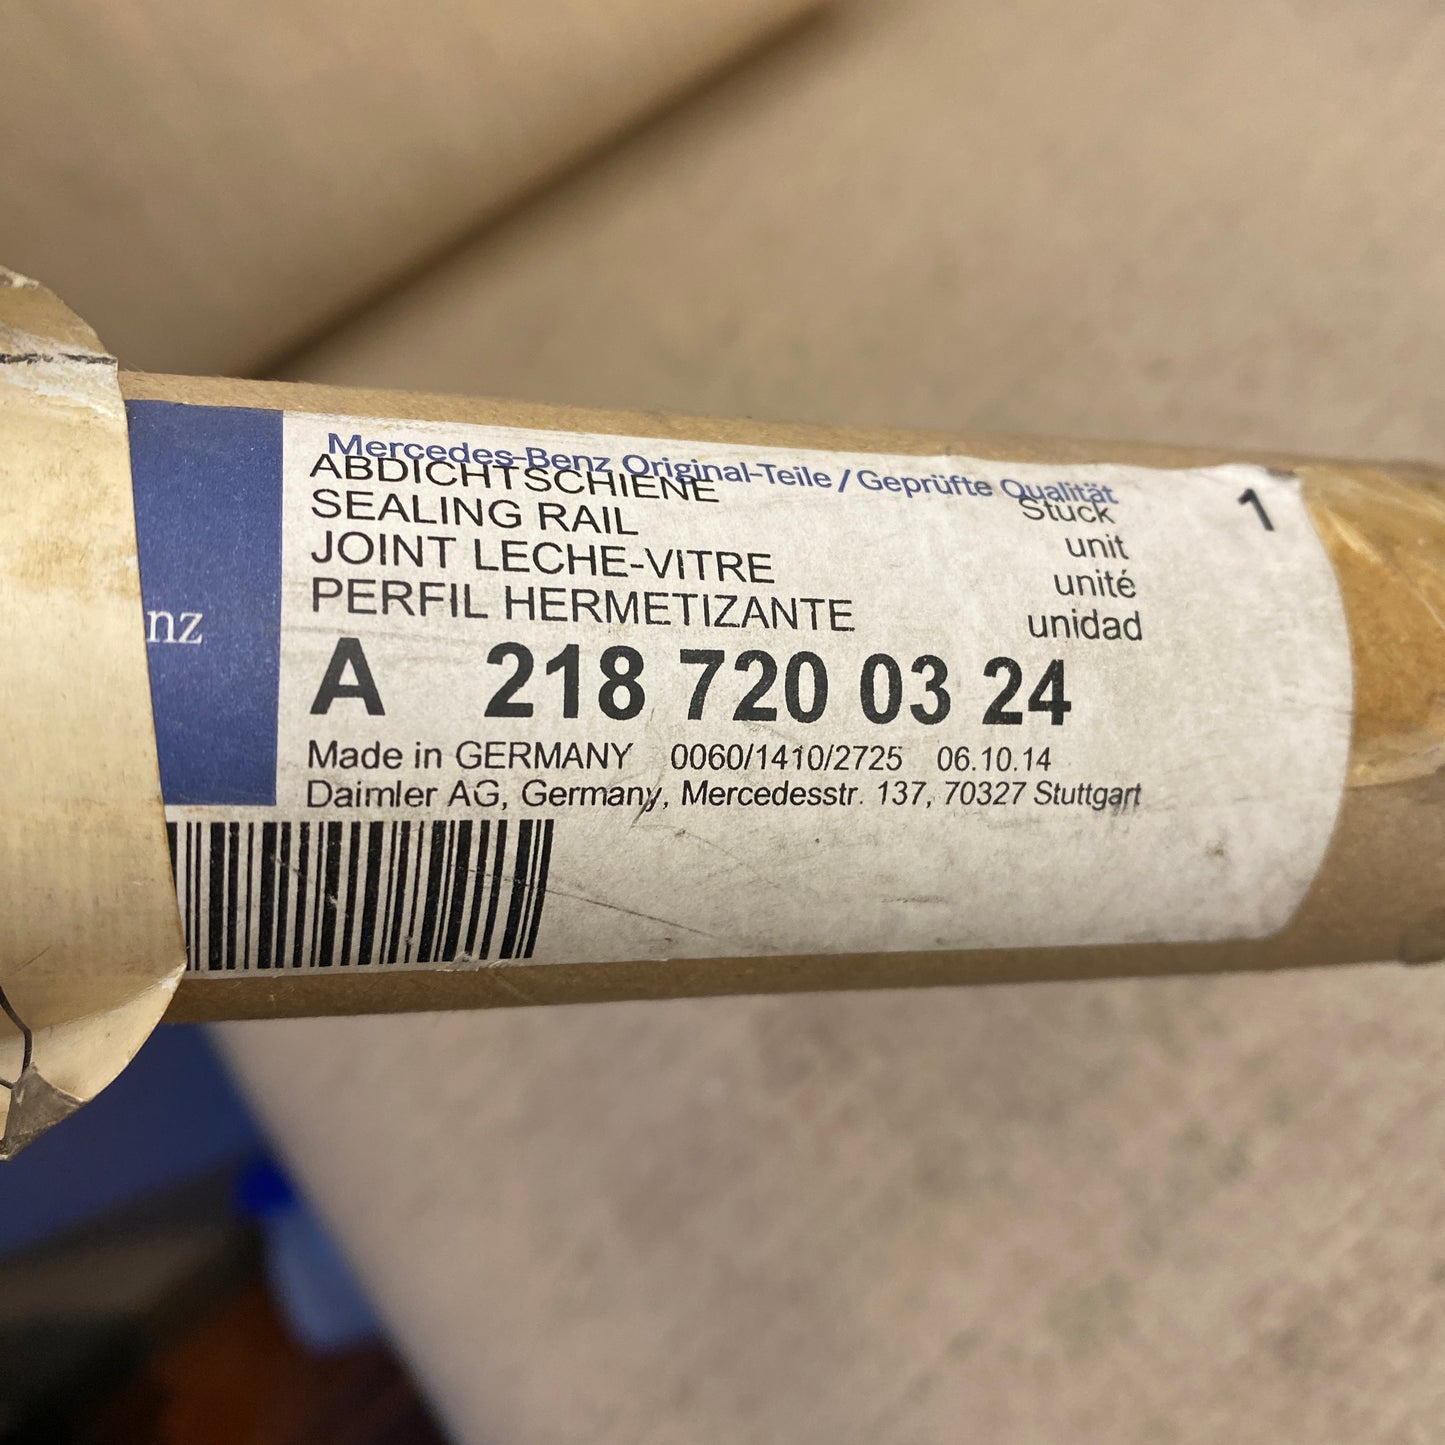 Mercedes-Benz Original-Teile / Geprüfte Qualität
ABDICHTSCHIENE Stück 1
SEALING RAIL unit
JOINT LECHE-VITRE unité
PERFIL HERMETIZANTE unidad
nz
A 218 720 03 24
Made in GERMANY 0060/1410/2725 06.10.14
Daimler AG, Germany, Mercedesstr. 137, 70327 Stuttgart